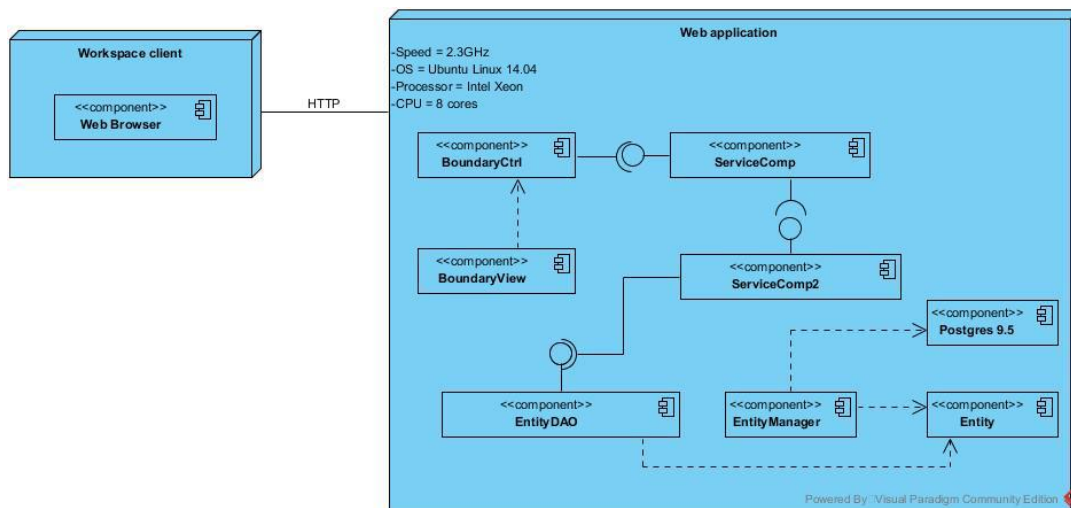 Workspace client
<<component>>
Web Browser
HTTP
Web application
-Speed = 2.3GHz
-OS = Ubuntu Linux 14.04
-Processor = Intel Xeon
-CPU = 8 cores
<<component>>
BoundaryCtrl
<<component>>
ServiceComp
<<component>>
BoundaryView
<<component>>
ServiceComp2
<<component>>
Postgres 9.5
<<component>>
EntityDAO
<<component>>
EntityManager
<<component>>
Entity
Powered By Visual Paradigm Community Edition